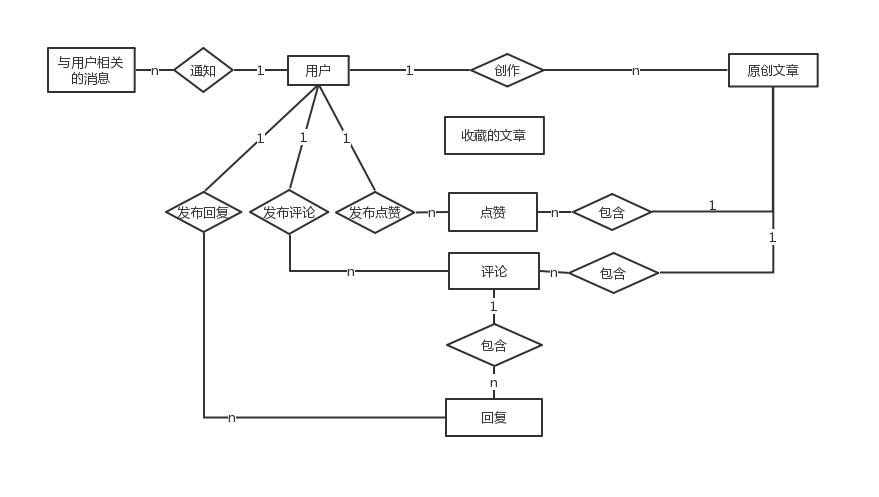 与用户相关
的消息
n
通知
1
用户
1
创作
n
原创文章
收藏的文章
1
1
1
发布回复
发布评论
发布点赞
n
点赞
n
包含
1
1
n
评论
n
包含
1
包含
n
n
回复